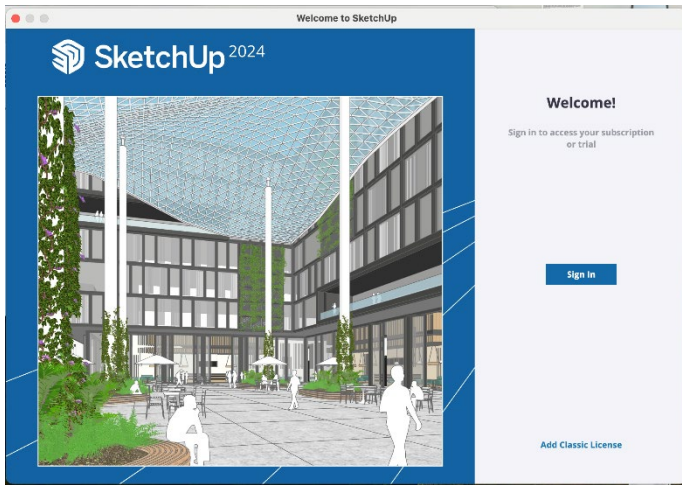 Welcome to SketchUp
SketchUp 2024
Welcome!
Sign in to access your subscription
or trial
Sign In
Add Classic License